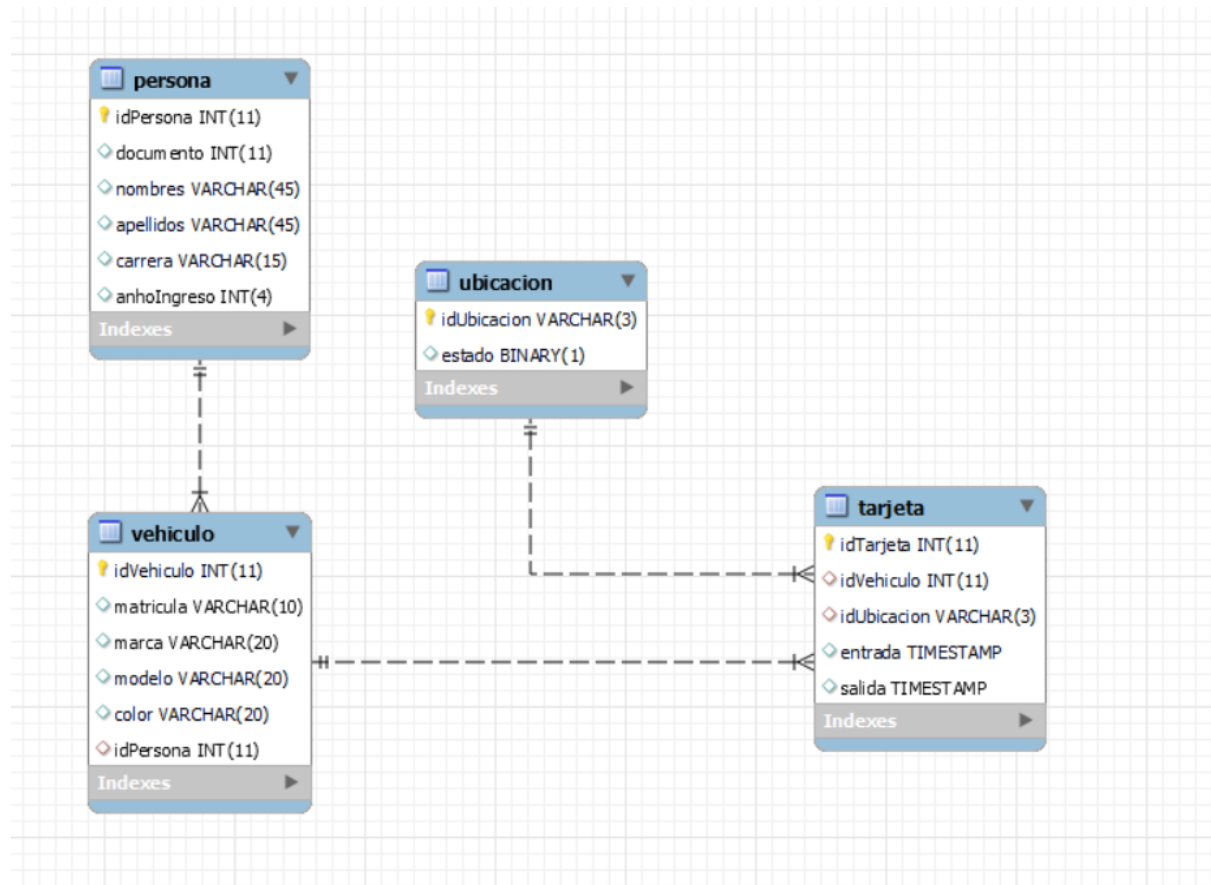 persona
idPersona INT(11)
documento INT(11)
nombres VARCHAR(45)
apellidos VARCHAR(45)
carrera VARCHAR(15)
anhoIngreso INT(4)
Indexes
ubicacion
idUbicacion VARCHAR(3)
estado BINARY(1)
Indexes
vehiculo
idVehiculo INT(11)
matricula VARCHAR(10)
marca VARCHAR(20)
modelo VARCHAR(20)
color VARCHAR(20)
idPersona INT(11)
Indexes
tarjeta
idTarjeta INT(11)
idVehiculo INT(11)
idUbicacion VARCHAR(3)
entrada TIMESTAMP
salida TIMESTAMP
Indexes